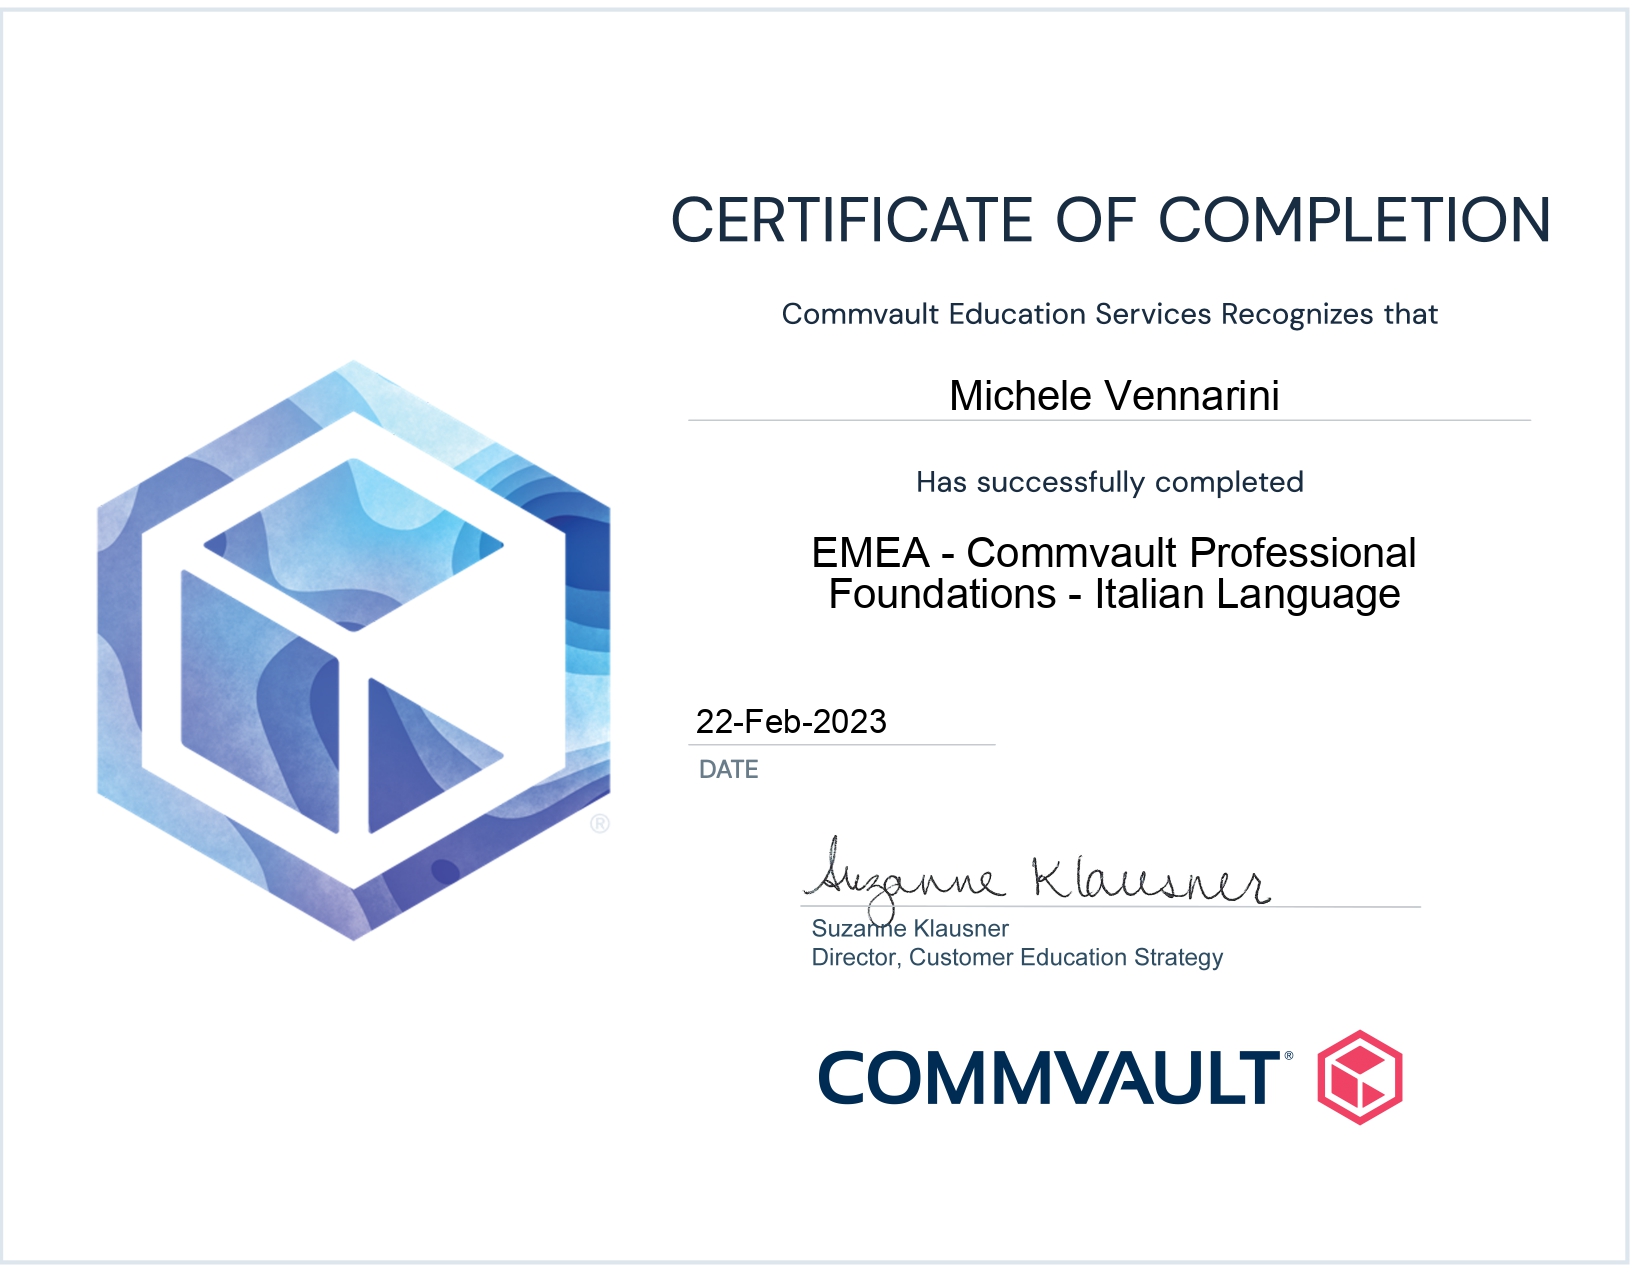 CERTIFICATE OF COMPLETION
Commvault Education Services Recognizes that
Michele Vennarini
Has successfully completed
EMEA - Commvault Professional
Foundations - Italian Language
22-Feb-2023
DATE
®
Suzanne Klausner
Suzanne Klausner
Director, Customer Education Strategy
COMMVAULT®